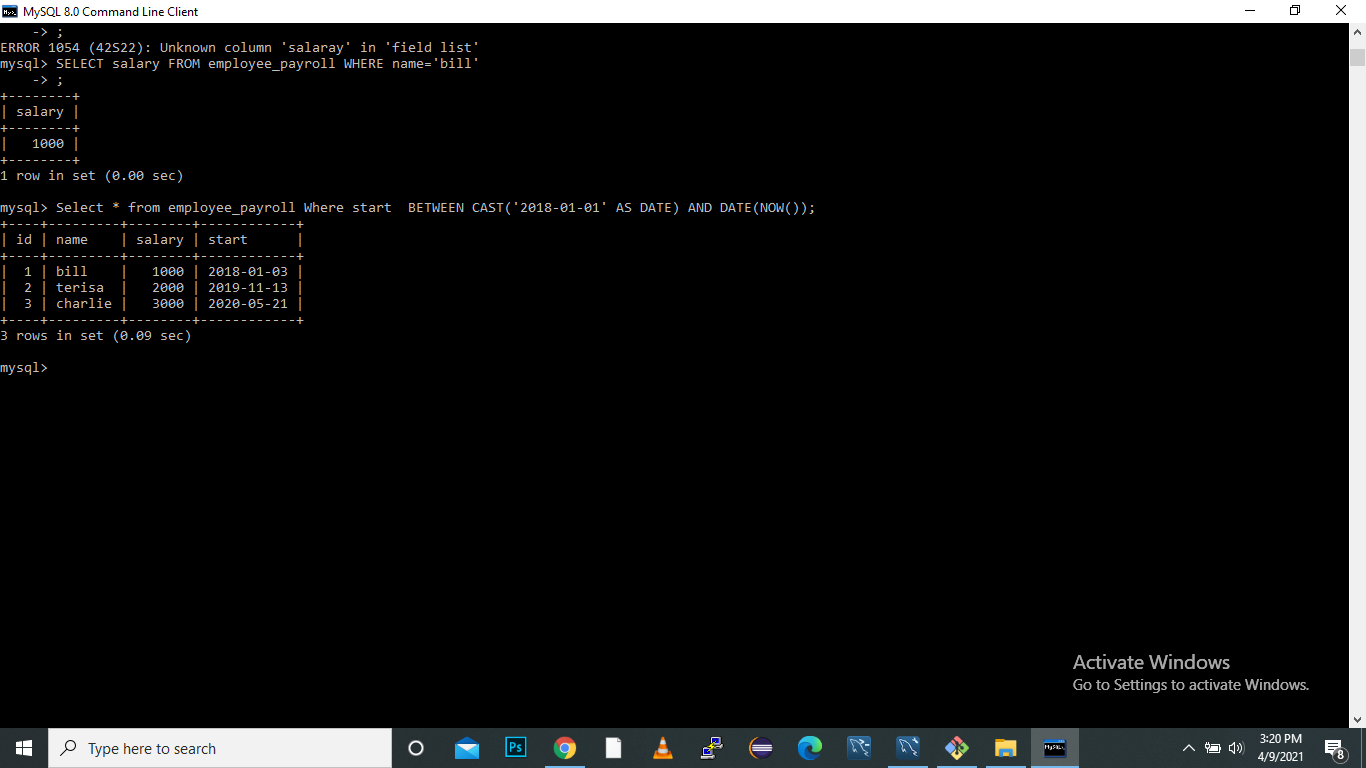 MySQL 8.0 Command Line Client
    -> ;
ERROR 1054 (42S22): Unknown column 'salaray' in 'field list'
mysql> SELECT salary FROM employee_payroll WHERE name='bill'
    -> ;
+--------+
| salary |
+--------+
|   1000 |
+--------+
1 row in set (0.00 sec)
mysql> Select * from employee_payroll Where start  BETWEEN CAST('2018-01-01' AS DATE) AND DATE(NOW());
+----+---------+--------+------------+
| id | name    | salary | start      |
+----+---------+--------+------------+
|  1 | bill    |   1000 | 2018-01-03 |
|  2 | terisa  |   2000 | 2019-11-13 |
|  3 | charlie |   3000 | 2020-05-21 |
+----+---------+--------+------------+
3 rows in set (0.09 sec)
mysql>
Activate Windows
Go to Settings to activate Windows.
Type here to search
Ps
MySQL
3:20 PM
4/9/2021
8